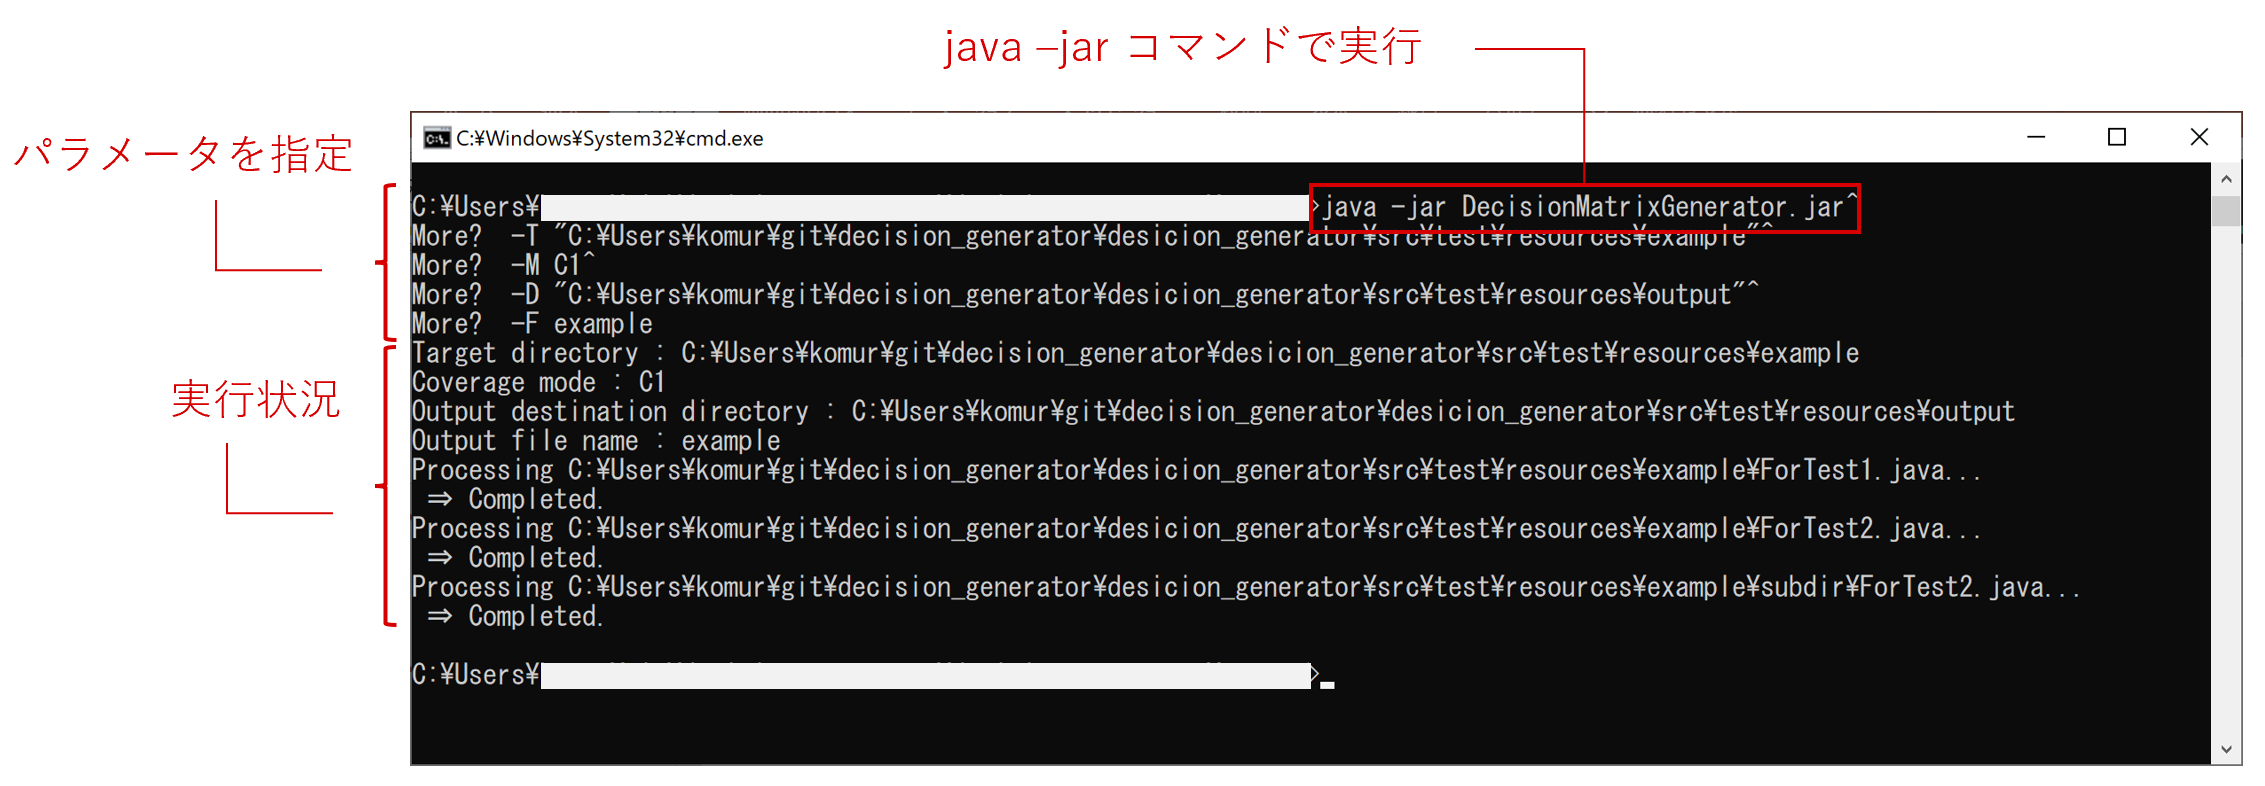 java –jar コマンドで実行
パラメータを指定
実行状況
C:¥Windows¥System32¥cmd.exe
C:¥Users¥ >java -jar DecisionMatrixGenerator.jar^
More?  -T "C:¥Users¥komur¥git¥decision_generator¥desicion_generator¥src¥test¥resources¥example"^
More?  -M C1^
More?  -D "C:¥Users¥komur¥git¥decision_generator¥desicion_generator¥src¥test¥resources¥output"^
More?  -F example
Target directory : C:¥Users¥komur¥git¥decision_generator¥desicion_generator¥src¥test¥resources¥example
Coverage mode : C1
Output destination directory : C:¥Users¥komur¥git¥decision_generator¥desicion_generator¥src¥test¥resources¥output
Output file name : example
Processing C:¥Users¥komur¥git¥decision_generator¥desicion_generator¥src¥test¥resources¥example¥ForTest1.java...
 => Completed.
Processing C:¥Users¥komur¥git¥decision_generator¥desicion_generator¥src¥test¥resources¥example¥ForTest2.java...
 => Completed.
Processing C:¥Users¥komur¥git¥decision_generator¥desicion_generator¥src¥test¥resources¥example¥subdir¥ForTest2.java...
 => Completed.
C:¥Users¥ >_